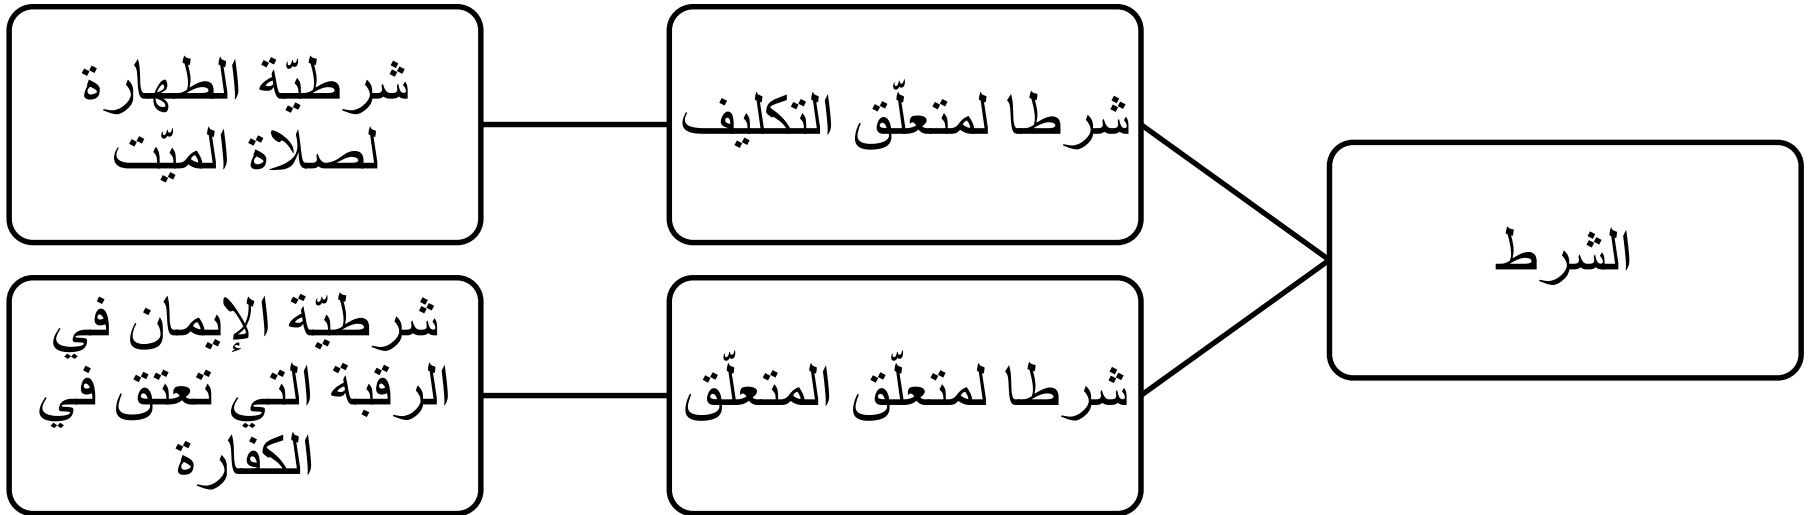 الشرط
شرطا لمتعلّق التكليف
شرطيّة الطهارة
لصلاة الميّت
شرطا لمتعلّق المتعلّق
شرطيّة الإيمان في
الرقبة التي تعتق في
الكفارة